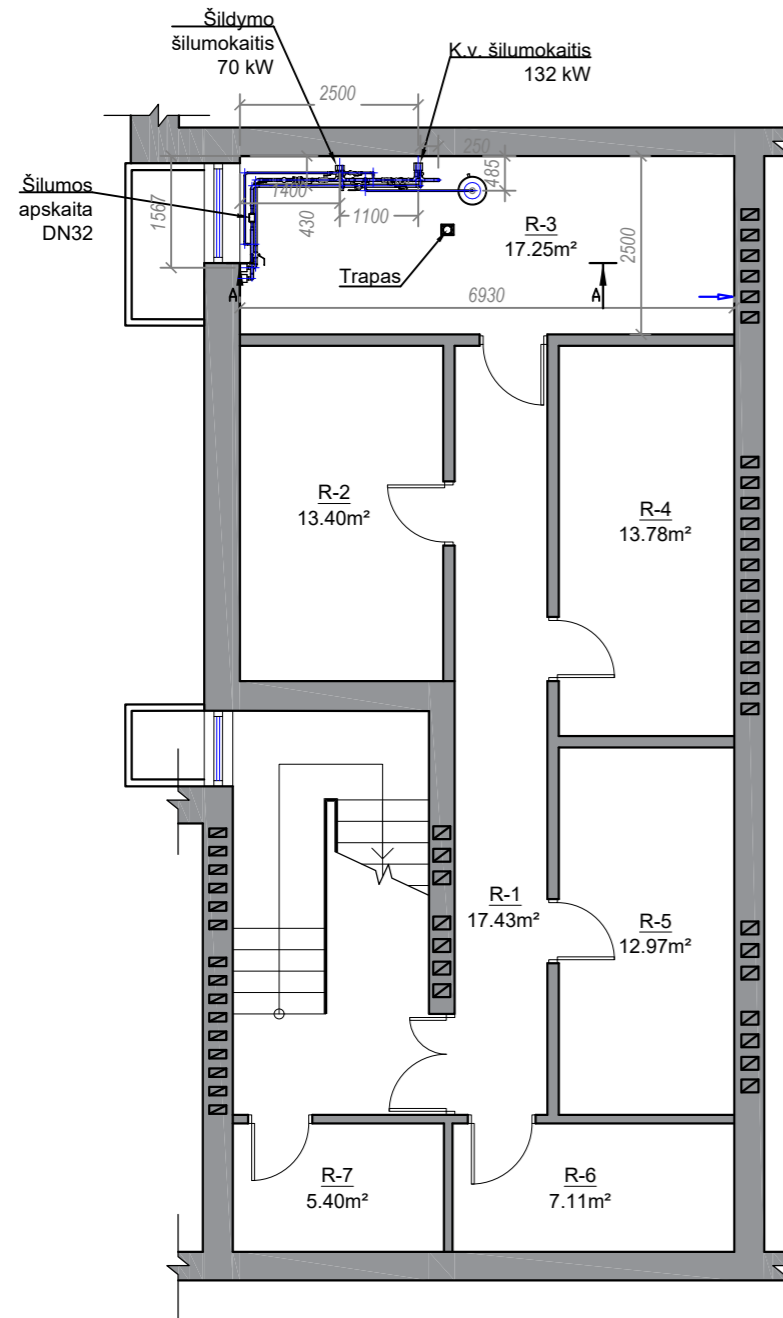 Šildymo
šilumokaitis
70 kW
K.v. šilumokaitis
132 kW
2500
250
Šilumos
apskaita
DN32
1567
1400
430
1100
485
R-3
17.25m²
2500
Trapas
A
A
6930
R-2
13.40m²
R-4
13.78m²
R-1
17.43m²
R-5
12.97m²
R-7
5.40m²
R-6
7.11m²